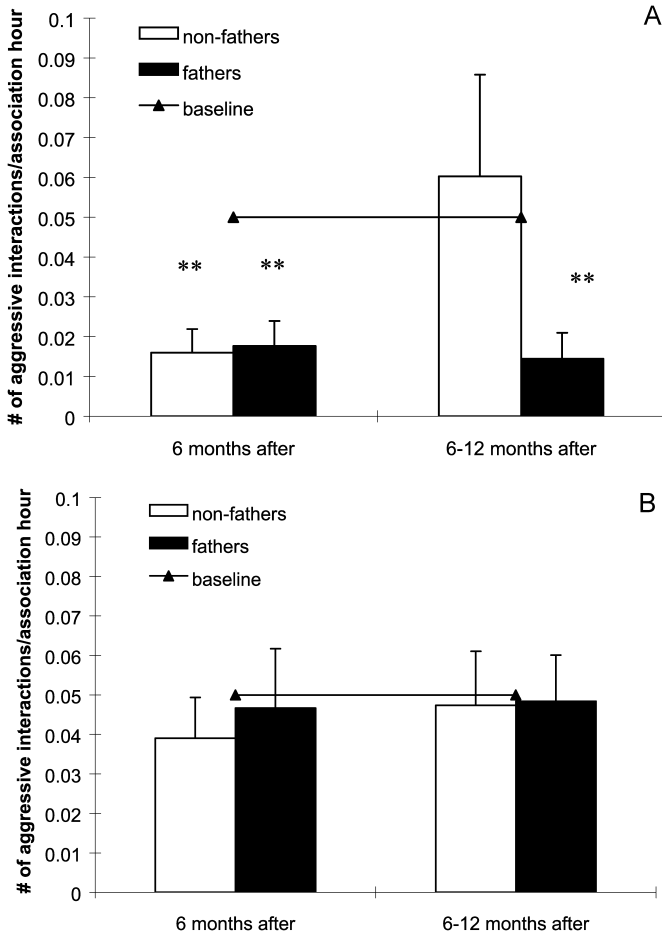 A
# of aggressive interactions/association hour
0.1
0.09
0.08
0.07
0.06
0.05
0.04
0.03
0.02
0.01
0
non-fathers
fathers
baseline
**
**
**
6 months after
6-12 months after
B
# of aggressive interactions/association hour
0.1
0.09
0.08
0.07
0.06
0.05
0.04
0.03
0.02
0.01
0
non-fathers
fathers
baseline
6 months after
6-12 months after